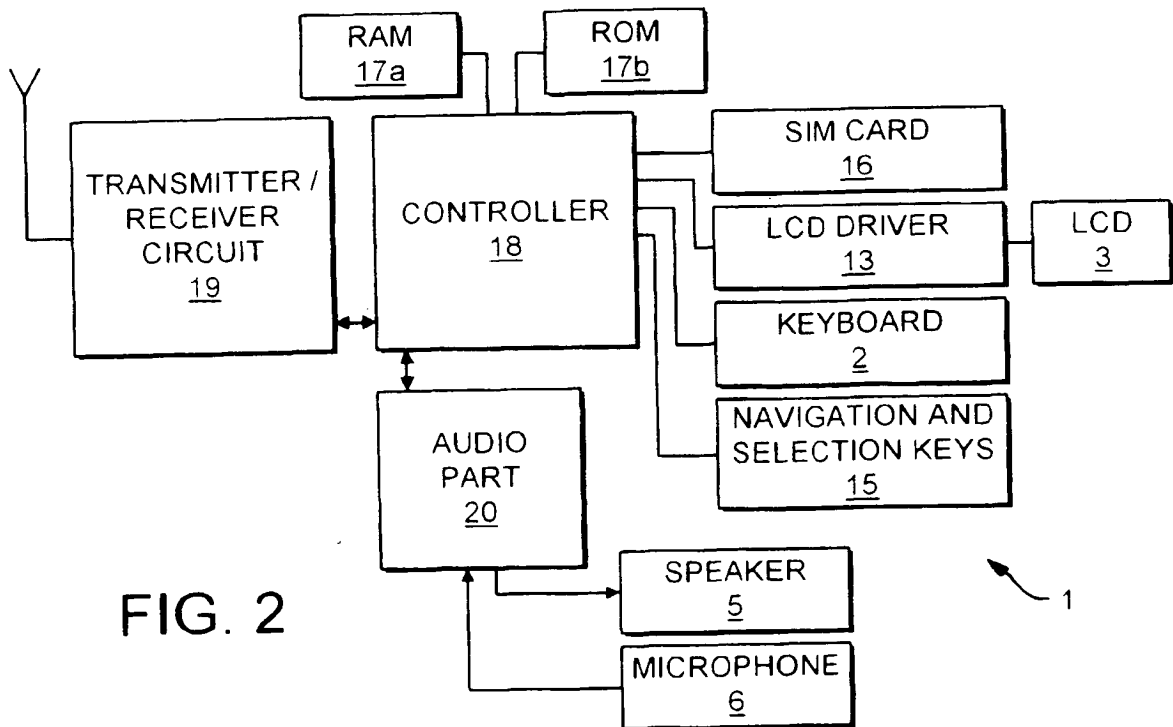 RAM
17a
ROM
17b
TRANSMITTER /
RECEIVER
CIRCUIT
19
CONTROLLER
18
SIM CARD
16
LCD DRIVER
13
LCD
3
KEYBOARD
2
NAVIGATION AND
SELECTION KEYS
15
AUDIO
PART
20
SPEAKER
5
MICROPHONE
6
1
FIG. 2